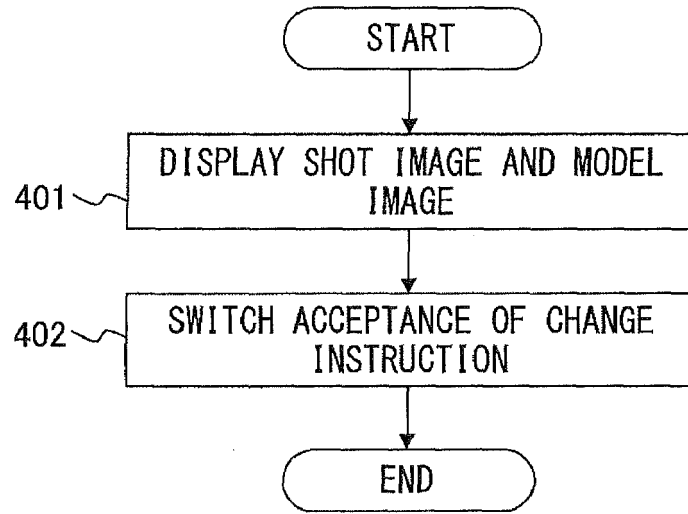 START
DISPLAY SHOT IMAGE AND MODEL
IMAGE
401
SWITCH ACCEPTANCE OF CHANGE
INSTRUCTION
402
END